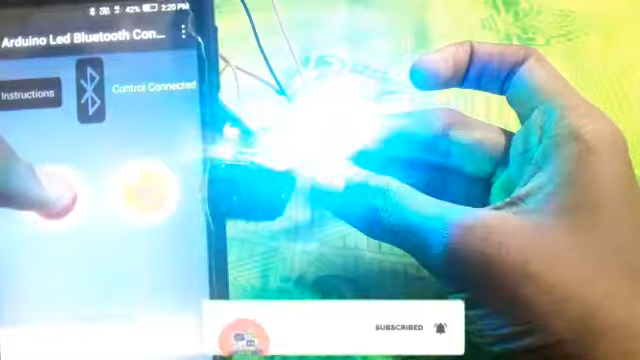 42% 2:20 PM
Arduino Led Bluetooth Con...
Instructions
Control Connected
SUBSCRIBED